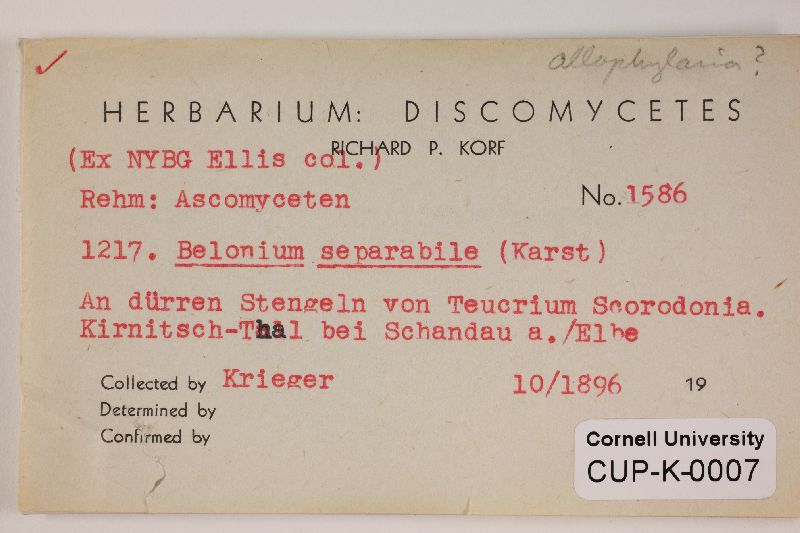 allophylaria?
HERBARIUM: DISCOMYCETES
RICHARD P. KORF
(Ex NYBG Ellis col.)
Rehm: Ascomyceten No. 1586
1217. Belonium separabile (Karst)
An dürren Stengeln von Teucrium Scorodonia.
Kirnitsch-Thal bei Schandau a./Elbe
Collected by Krieger 10/1896 19
Determined by
Confirmed by
Cornell University
CUP-K-0007